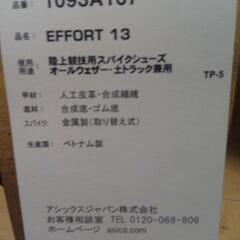 品番: 1093A107
品名: EFFORT 13
使用用途: 陸上競技用スパイクシューズ
オールウェザー・土トラック兼用
TP-5
甲材: 人工皮革・合成繊維
底材: 合成底・ゴム底
スパイク: 金属製(取り替え式)
生産国: ベトナム製
アシックスジャパン株式会社
お客様相談室 TEL 0120-068-806
ホームページ asics.com